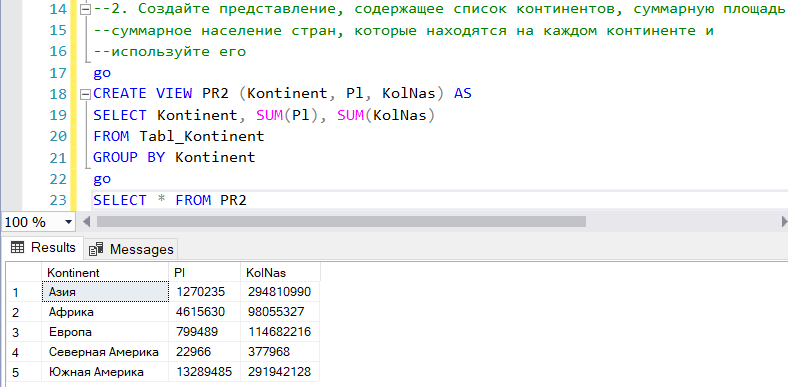 14 --2. Создайте представление, содержащее список континентов, суммарную площадь
15 --суммарное население стран, которые находятся на каждом континенте и
16 --используйте его
17 go
18 CREATE VIEW PR2 (Kontinent, Pl, KolNas) AS
19 SELECT Kontinent, SUM(Pl), SUM(KolNas)
20 FROM Tabl_Kontinent
21 GROUP BY Kontinent
22 go
23 SELECT * FROM PR2
100 %
Results Messages
Kontinent Pl KolNas
1 Азия 1270235 294810990
2 Африка 4615630 98055327
3 Европа 799489 114682216
4 Северная Америка 22966 377968
5 Южная Америка 13289485 291942128